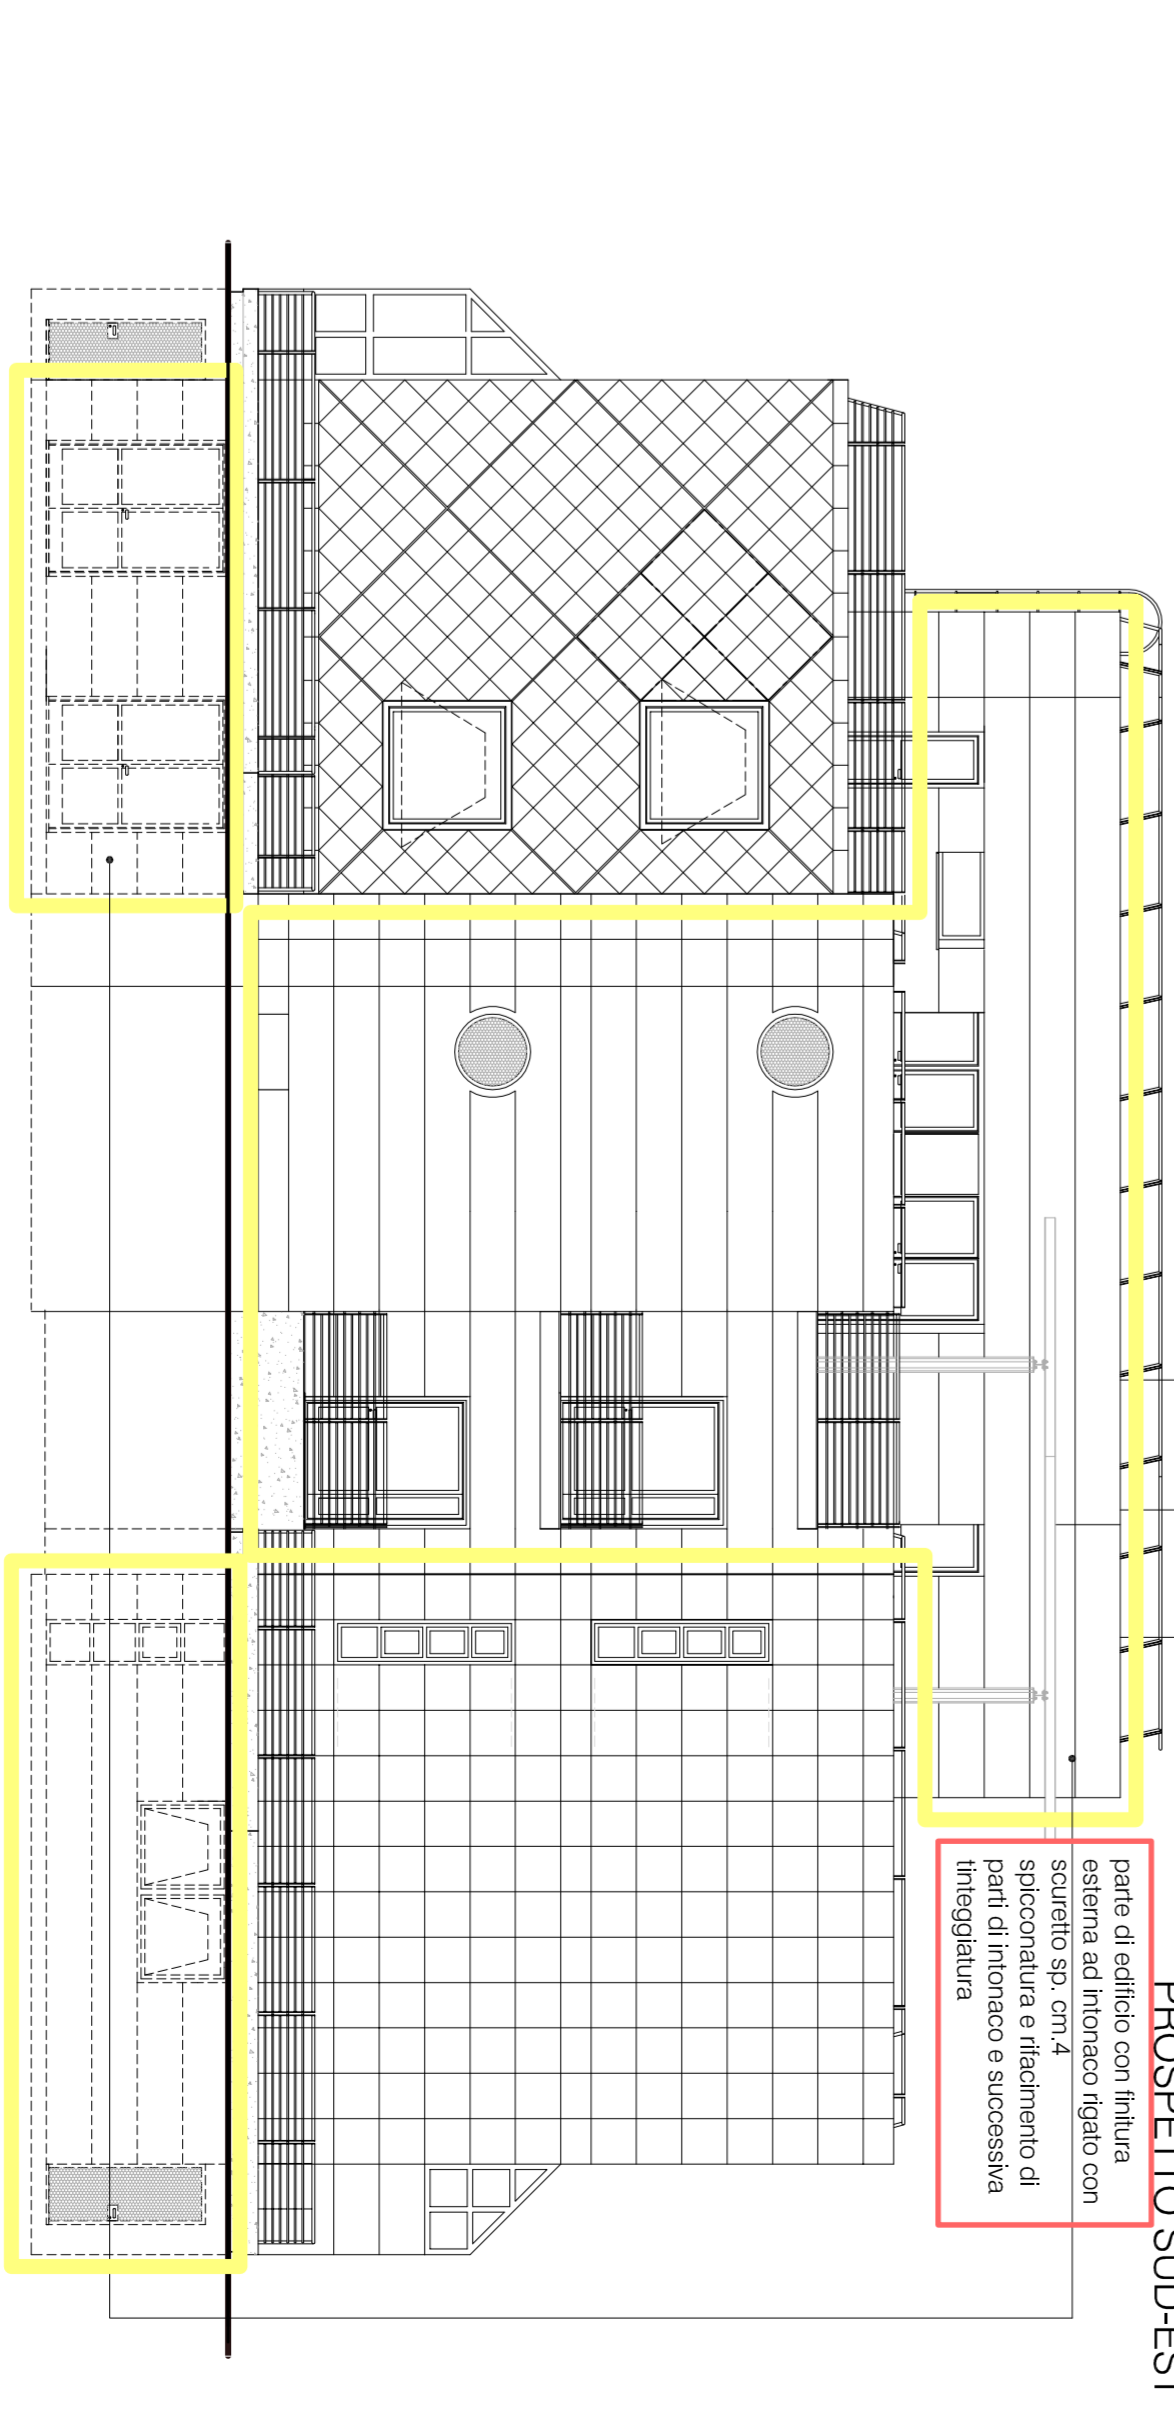 PROSPETTO SUD-EST
parte di edificio con finitura
esterna ad intonaco rigato con
scuretto sp. cm.4
spicconatura e rifacimento di
parti di intonaco e successiva
tinteggiatura